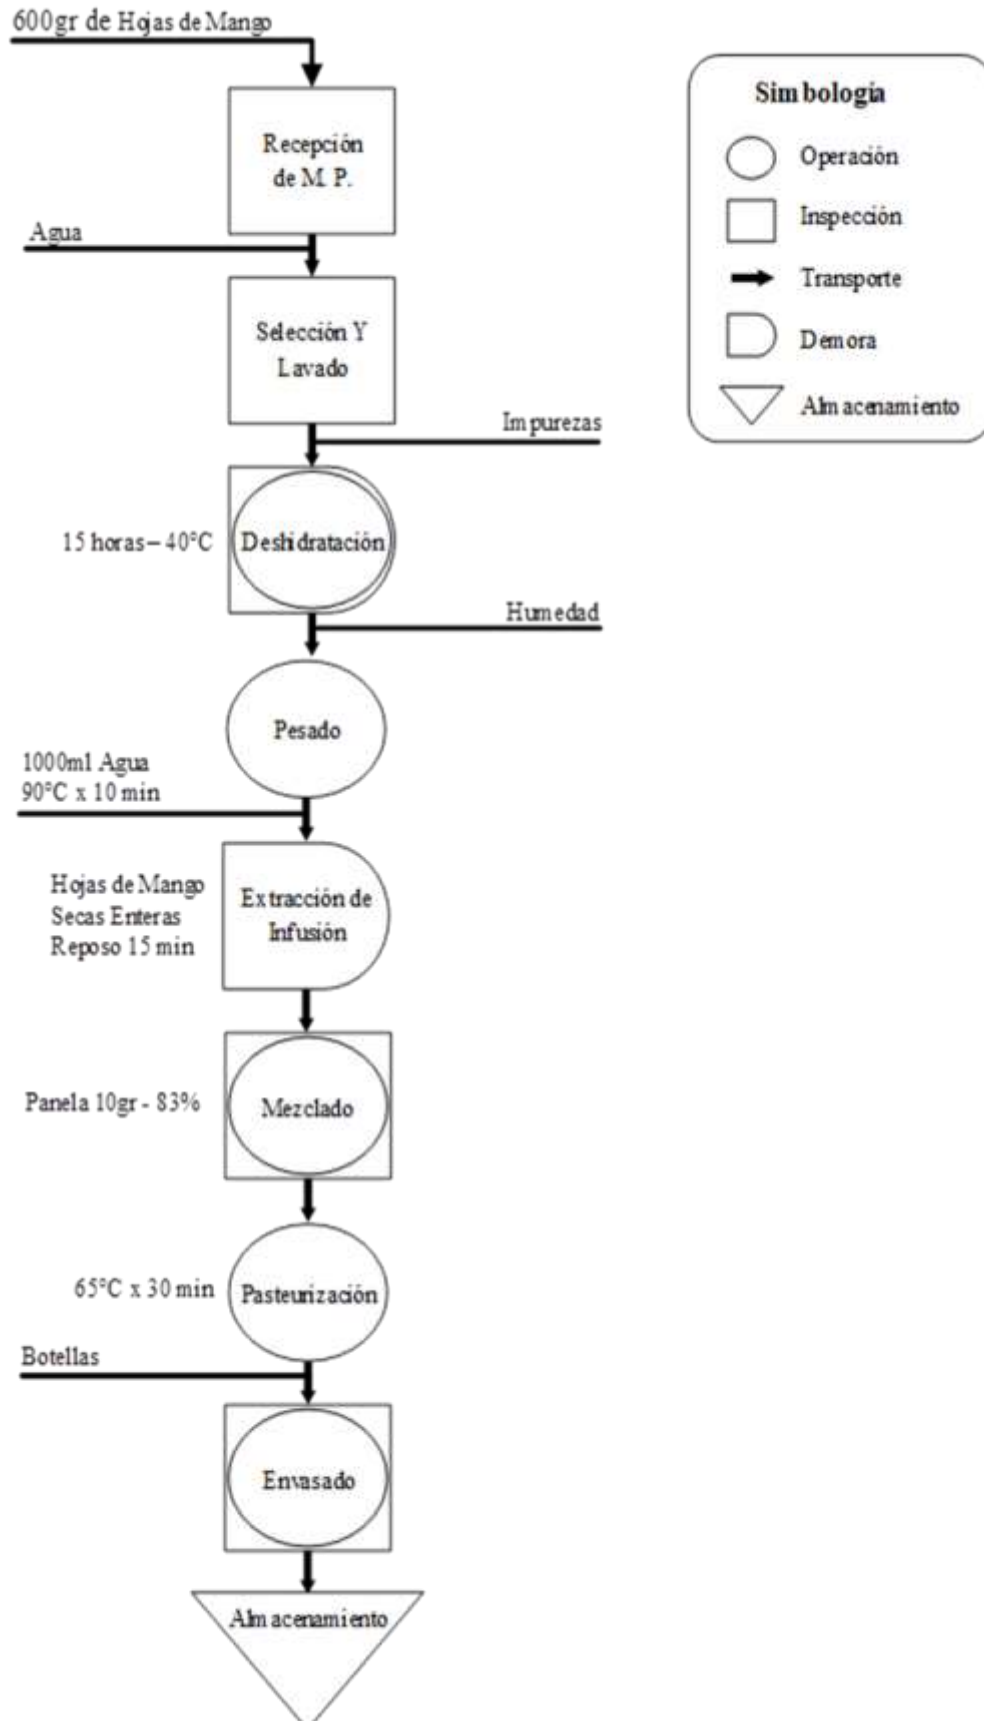 600gr de Hojas de Mango
Recepción
de M. P.
Agua
Selección Y
Lavado
Impurezas
15 horas – 40°C
Deshidratación
Humedad
Pesado
1000ml Agua
90°C x 10 min
Hojas de Mango
Secas Enteras
Reposo 15 min
Extracción de
Infusión
Panela 10gr - 83%
Mezclado
65°C x 30 min
Pasteurización
Botellas
Envasado
Almacenamiento
Simbología
Operación
Inspección
Transporte
Demora
Almacenamiento